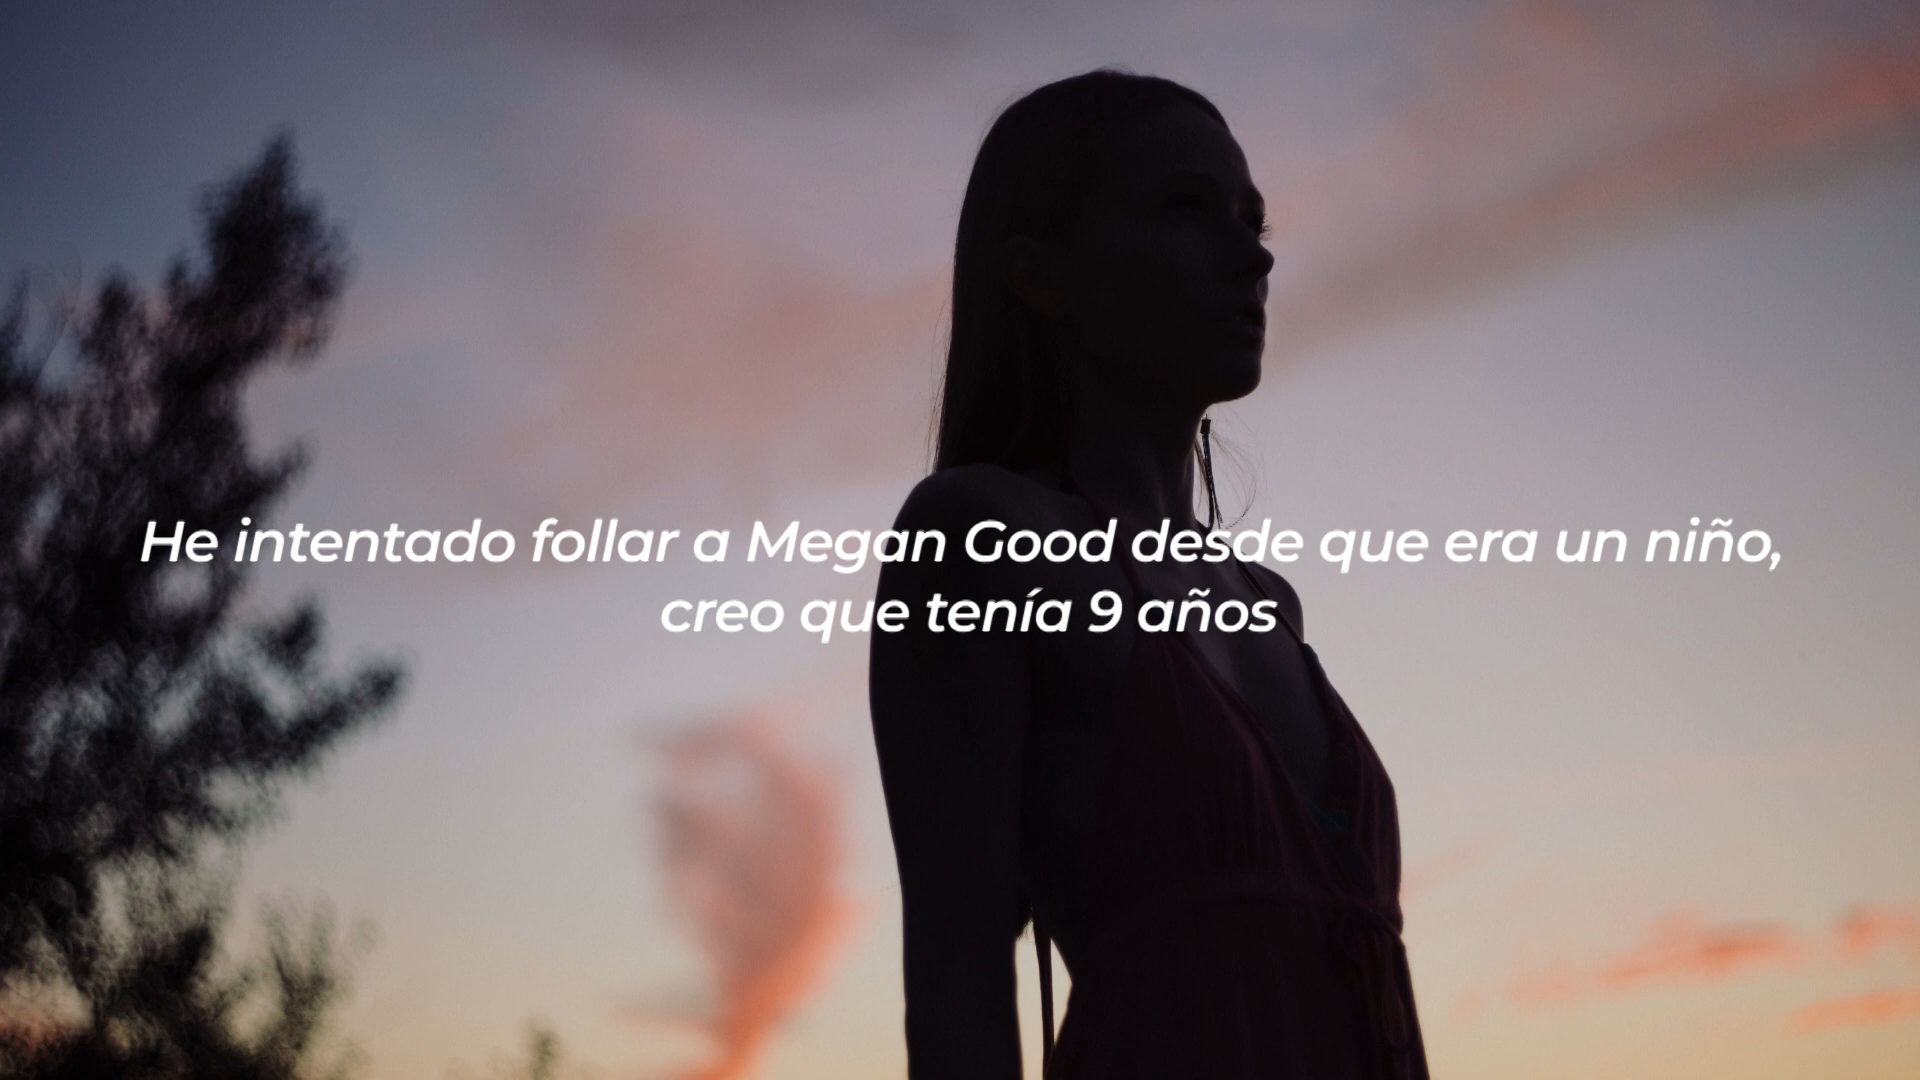 He intentado follar a Megan Good desde que era un niño,
creo que tenía 9 años